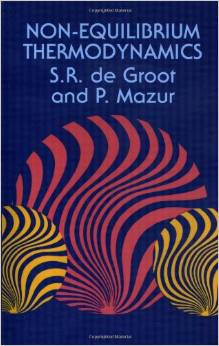 NON-EQUILIBRIUM
THERMODYNAMICS
S.R. de Groot
and P. Mazur